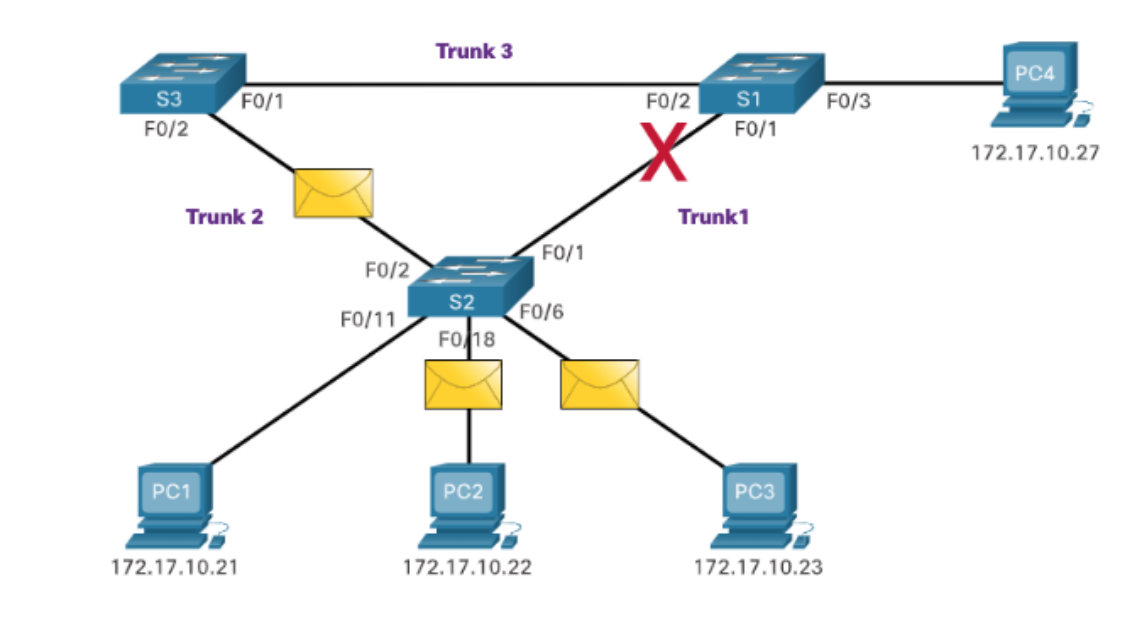 Trunk 3
PC4
S3
F0/1
F0/2
S1
F0/3
F0/2
F0/1
172.17.10.27
X
Trunk 2
Trunk1
F0/1
F0/2
S2
F0/11
F0/6
F0/18
PC1
PC2
PC3
172.17.10.21
172.17.10.22
172.17.10.23